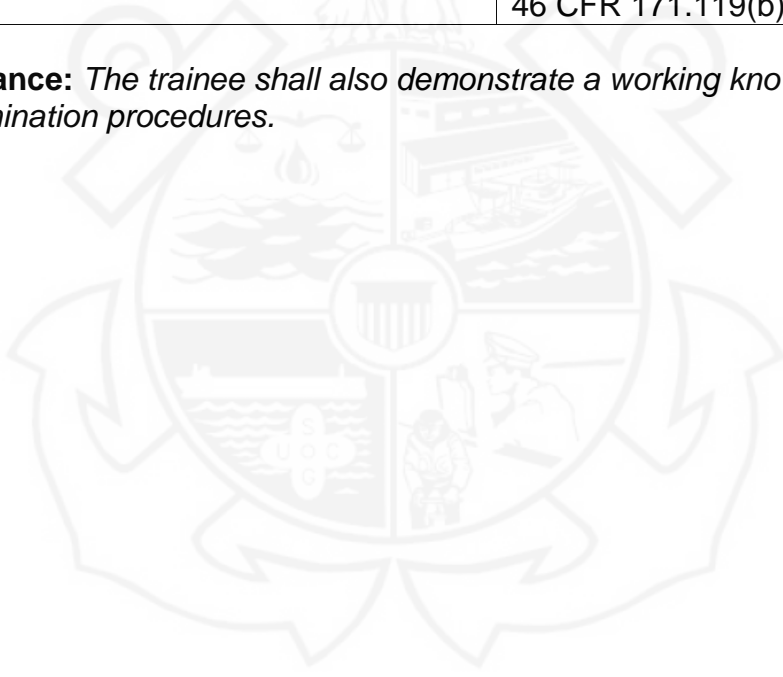 46 CFR 171.119(b)
ance: The trainee shall also demonstrate a working kno
nination procedures.
S
U O C
G